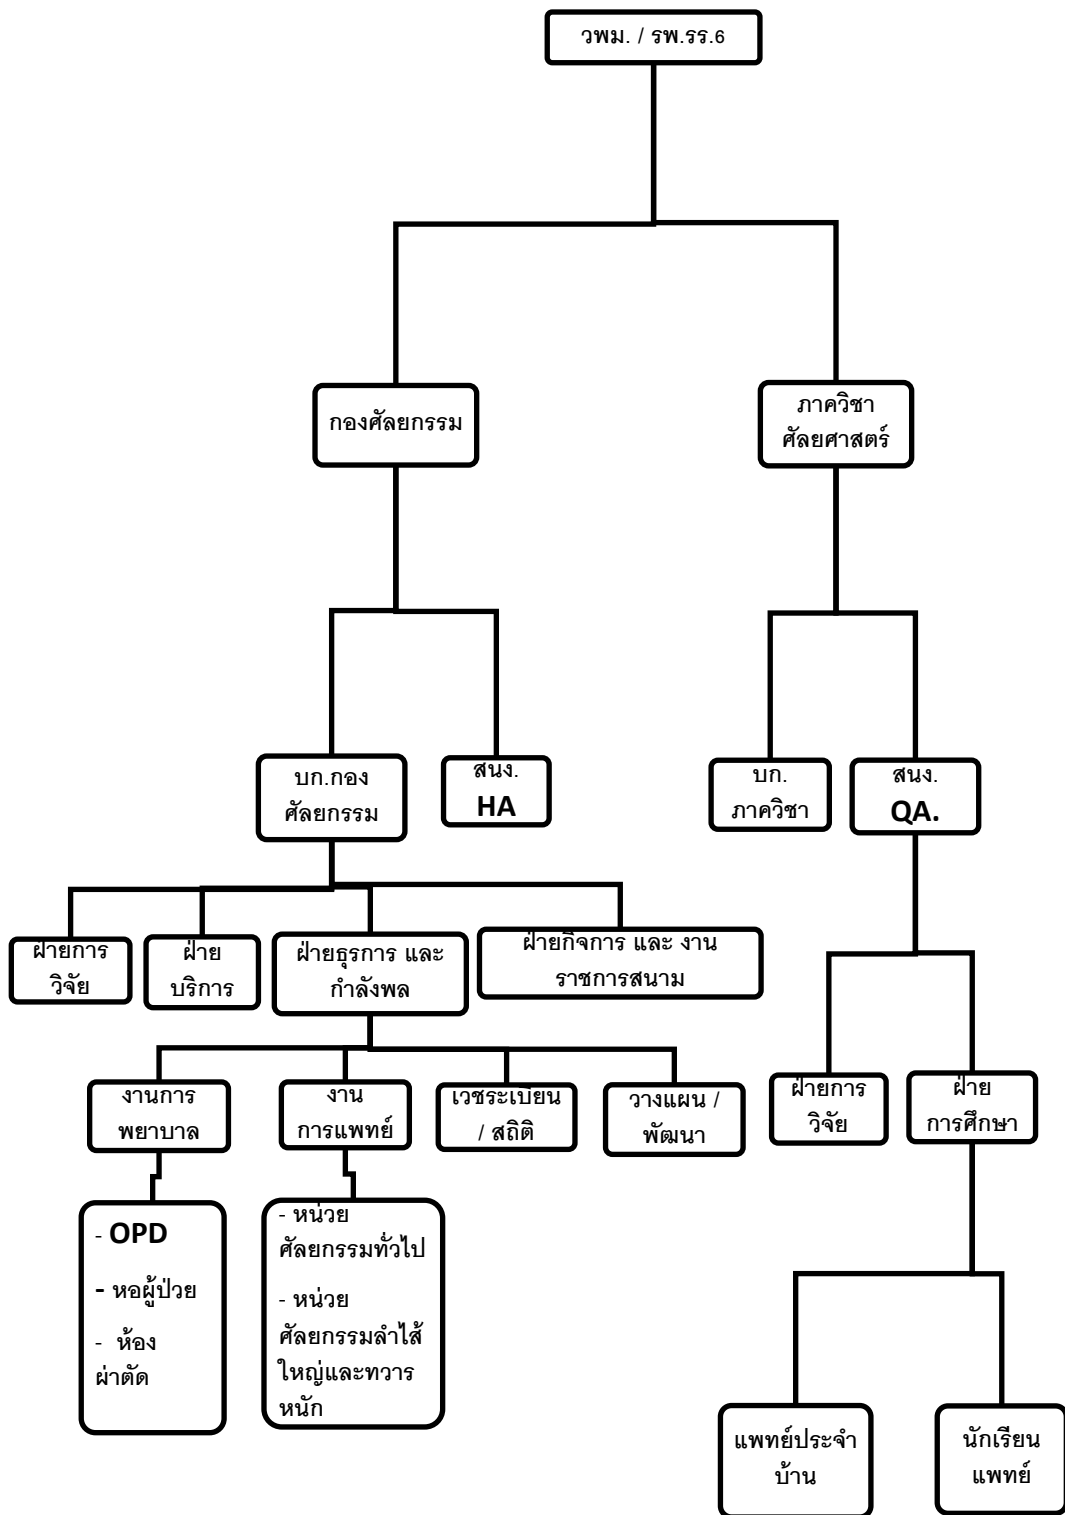 วพม. / รพ.รร.6
กองศัลยกรรม
ภาควิชา
ศัลยศาสตร์
บก.กอง
ศัลยกรรม
สนง.
HA
บก.
ภาควิชา
สนง.
QA.
ฝ่ายการ
วิจัย
ฝ่าย
บริการ
ฝ่ายธุรการ และ
กำลังพล
ฝ่ายกิจการ และ งาน
ราชการสนาม
งานการ
พยาบาล
งาน
การแพทย์
เวชระเบียน
/ สถิติ
วางแผน /
พัฒนา
ฝ่ายการ
วิจัย
ฝ่าย
การศึกษา
- OPD
- หอผู้ป่วย
- ห้อง
ผ่าตัด
- หน่วย
ศัลยกรรมทั่วไป
- หน่วย
ศัลยกรรมลำไส้
ใหญ่และทวาร
หนัก
แพทย์ประจำ
บ้าน
นักเรียน
แพทย์